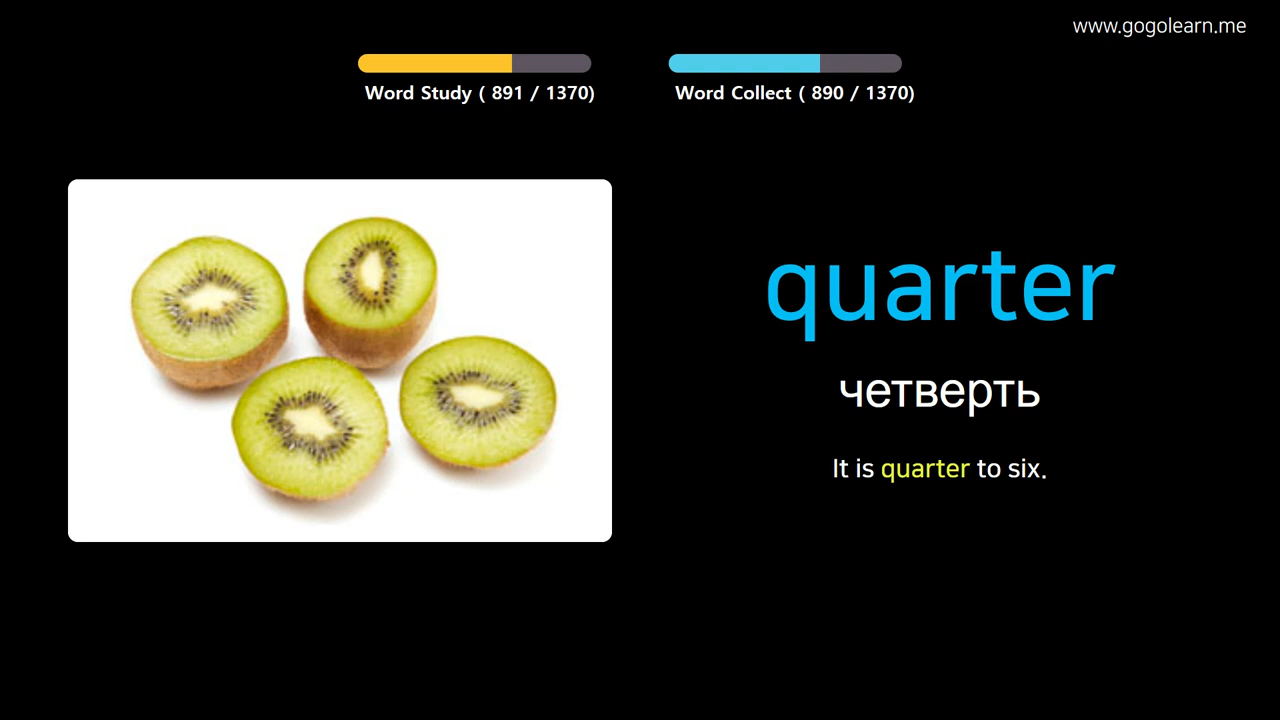 www.gogolearn.me
Word Study ( 891 / 1370)
Word Collect ( 890 / 1370)
quarter
четверть
It is quarter to six.